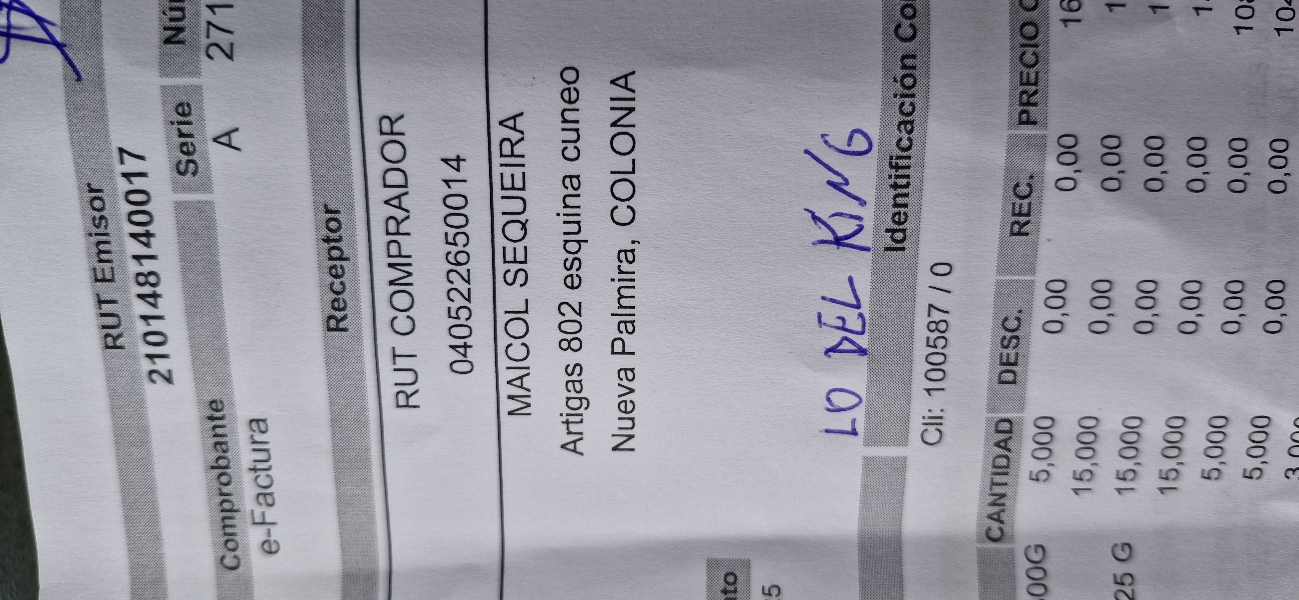 RUT Emisor
210148140017
Comprobante Serie
e-Factura A 271
Receptor
RUT COMPRADOR
040522650014
MAICOL SEQUEIRA
Artigas 802 esquina cuneo
Nueva Palmira, COLONIA
LO DEL KING
Identificación
Cli: 100587 / 0
CANTIDAD DESC. REC. PRECIO
5,000 0,00 0,00
25 G 15,000 0,00 0,00
15,000 0,00 0,00
15,000 0,00 0,00
5,000 0,00 0,00
5,000 0,00 0,00